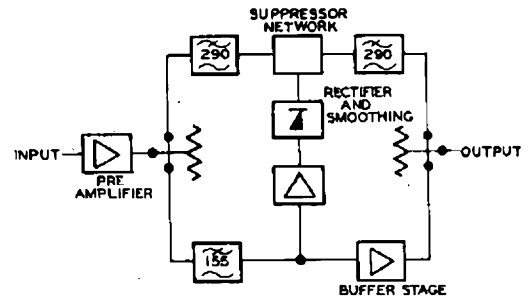 SUPPRESSOR
NETWORK
290
290
RECTIFIER
AND
SMOOTHING
INPUT
PRE
AMPLIFIER
OUTPUT
155
BUFFER STAGE